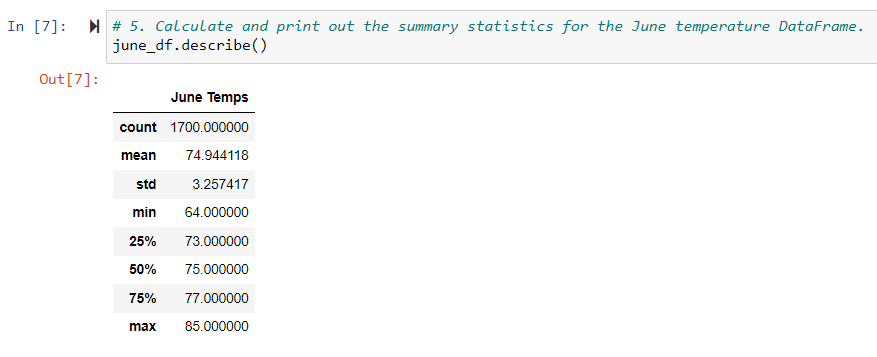 In [7]: # 5. Calculate and print out the summary statistics for the June temperature DataFrame.
june_df.describe()
Out[7]:
June Temps
count 1700.000000
mean 74.944118
std 3.257417
min 64.000000
25% 73.000000
50% 75.000000
75% 77.000000
max 85.000000